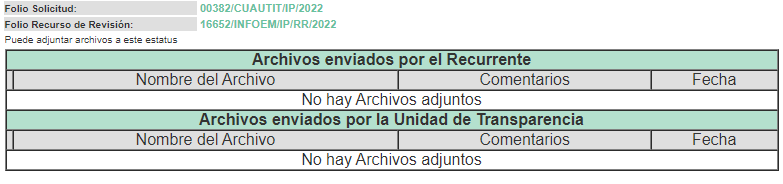 Folio Solicitud: 00382/CUAUTIT/IP/2022
Folio Recurso de Revisión: 16652/INFOEM/IP/RR/2022
Puede adjuntar archivos a este estatus
Archivos enviados por el Recurrente
Nombre del Archivo Comentarios Fecha
No hay Archivos adjuntos
Archivos enviados por la Unidad de Transparencia
Nombre del Archivo Comentarios Fecha
No hay Archivos adjuntos